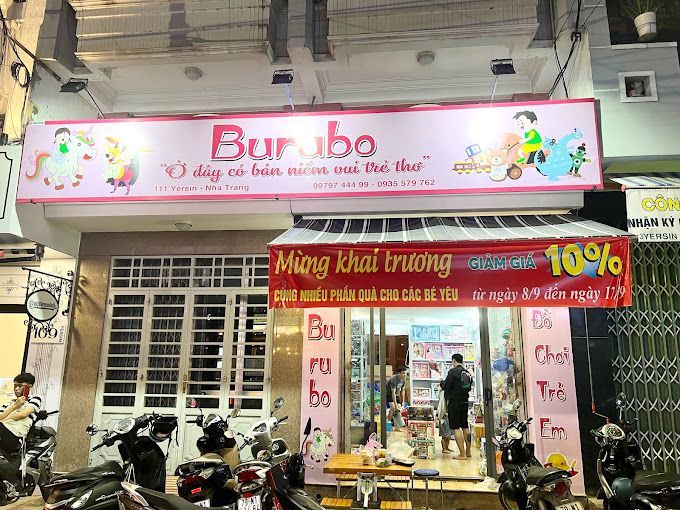 Burubo
"Ở đây có bán niềm vui trẻ thơ"
111 Yersin - Nha Trang
09797 444 99 - 0935 579 762
Mừng khai trương
GIẢM GIÁ 10%
CÙNG NHIỀU PHẦN QUÀ CHO CÁC BÉ YÊU
từ ngày 8/9 đến ngày 17/9
Bu
ru
bo
Đồ
Chơi
Trẻ
Em
NHẬN KÝ
YERSIN
109